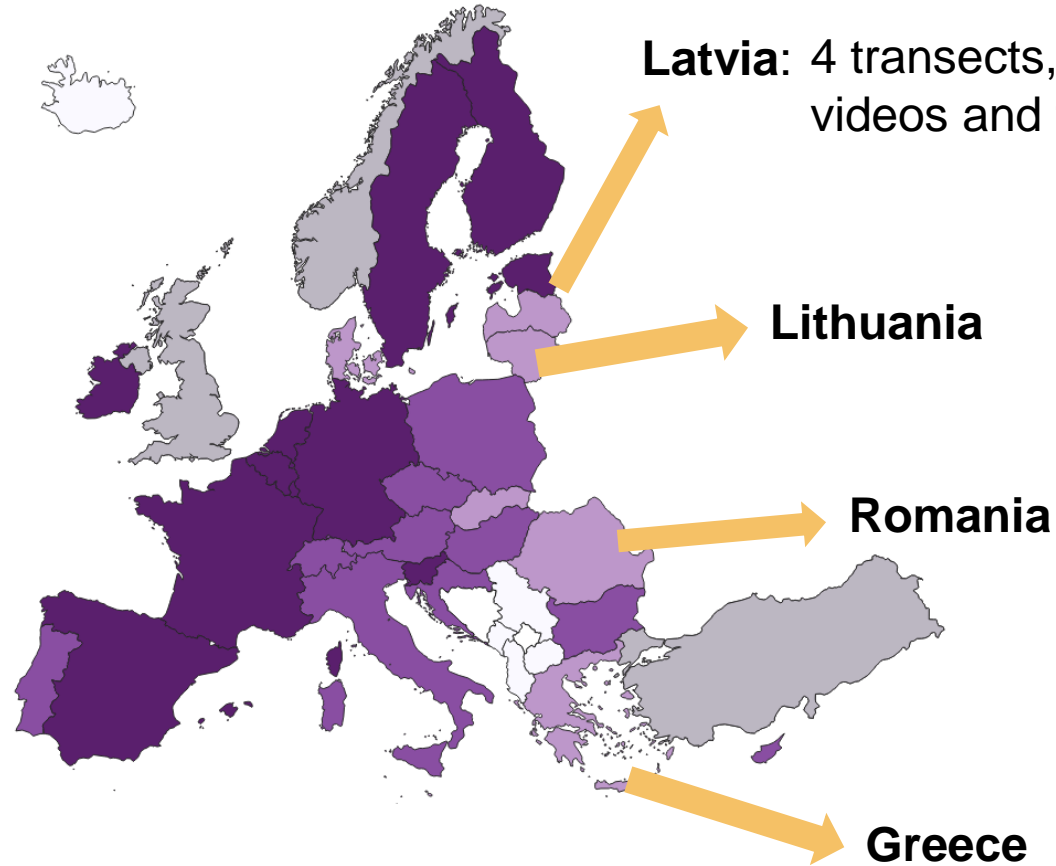 Latvia: 4 transects,
videos and
Lithuania
Romania
Greece